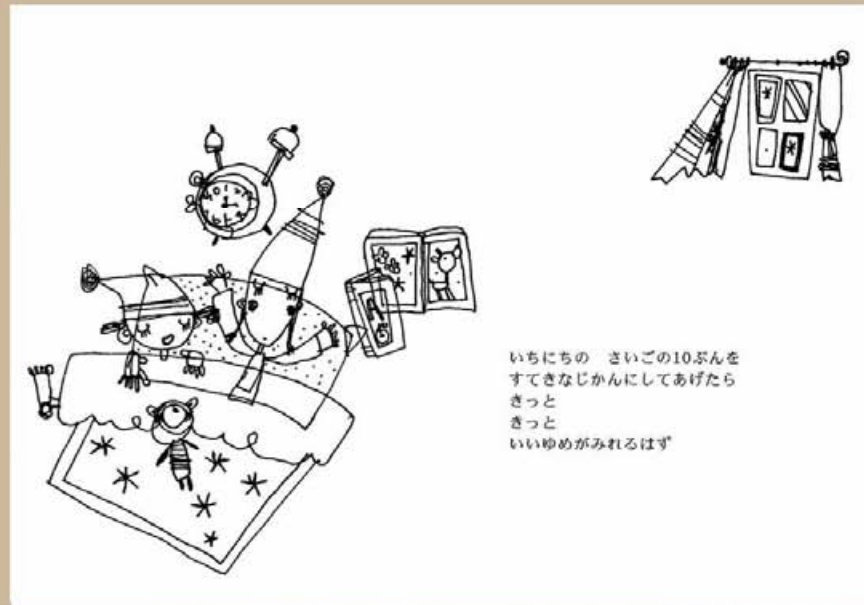 いちにちの　さいごの10ぷんを
すてきなじかんにしてあげたら
きっと
きっと
いいゆめがみれるはず